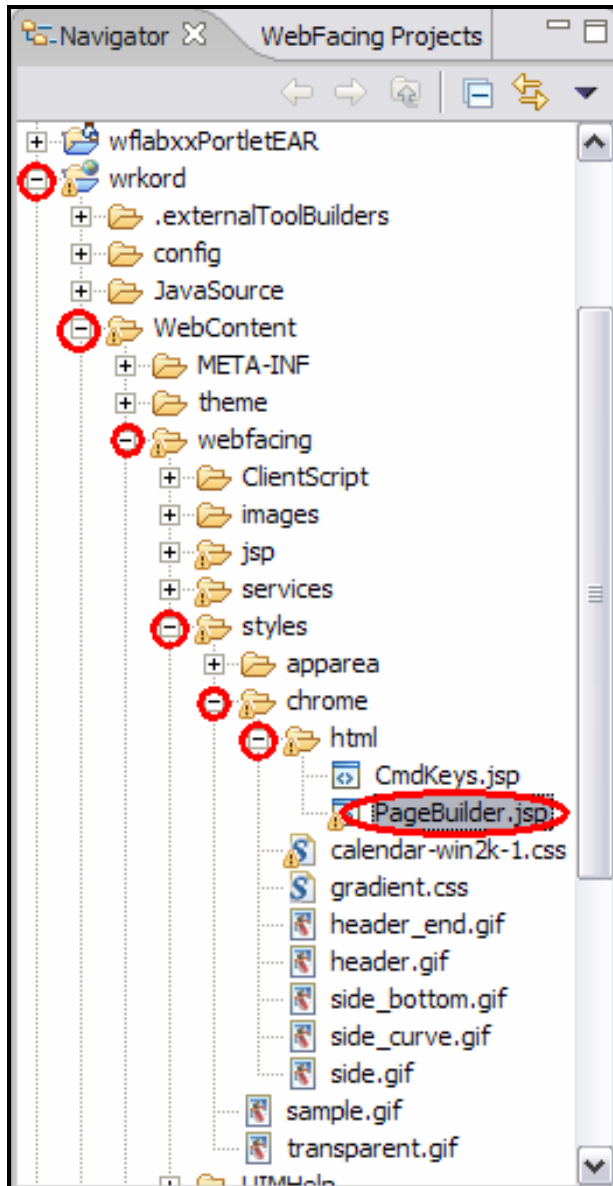 Navigator WebFacing Projects
wflabxxPortletEAR
wrkord
.externalToolBuilders
config
JavaSource
WebContent
META-INF
theme
webfacing
ClientScript
images
jsp
services
styles
apparea
chrome
html
CmdKeys.jsp
PageBuilder.jsp
calendar-win2k-1.css
gradient.css
header_end.gif
header.gif
side_bottom.gif
side_curve.gif
side.gif
sample.gif
transparent.gif
UIMHelp